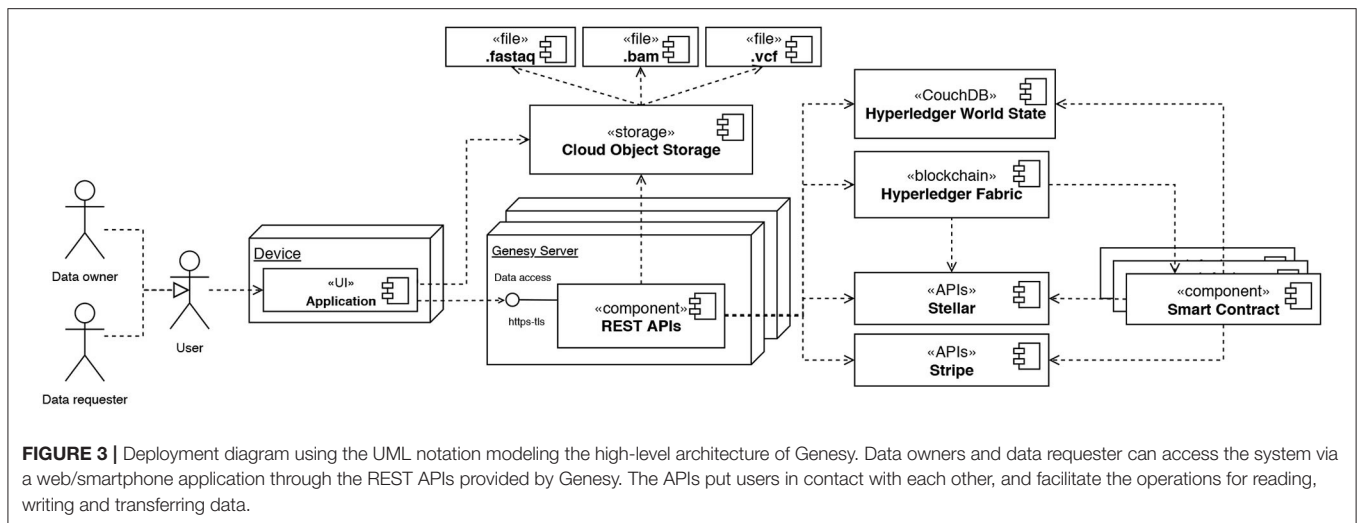 «file»
.fastaq
«file»
.bam
«file»
.vcf
«storage»
Cloud Object Storage
«CouchDB»
Hyperledger World State
«blockchain»
Hyperledger Fabric
Data owner
Data requester
User
Device
«UI»
Application
Genesy Server
Data access
https-tls
«component»
REST APIs
«APIs»
Stellar
«APIs»
Stripe
«component»
Smart Contract
FIGURE 3 | Deployment diagram using the UML notation modeling the high-level architecture of Genesy. Data owners and data requester can access the system via
a web/smartphone application through the REST APIs provided by Genesy. The APIs put users in contact with each other, and facilitate the operations for reading,
writing and transferring data.